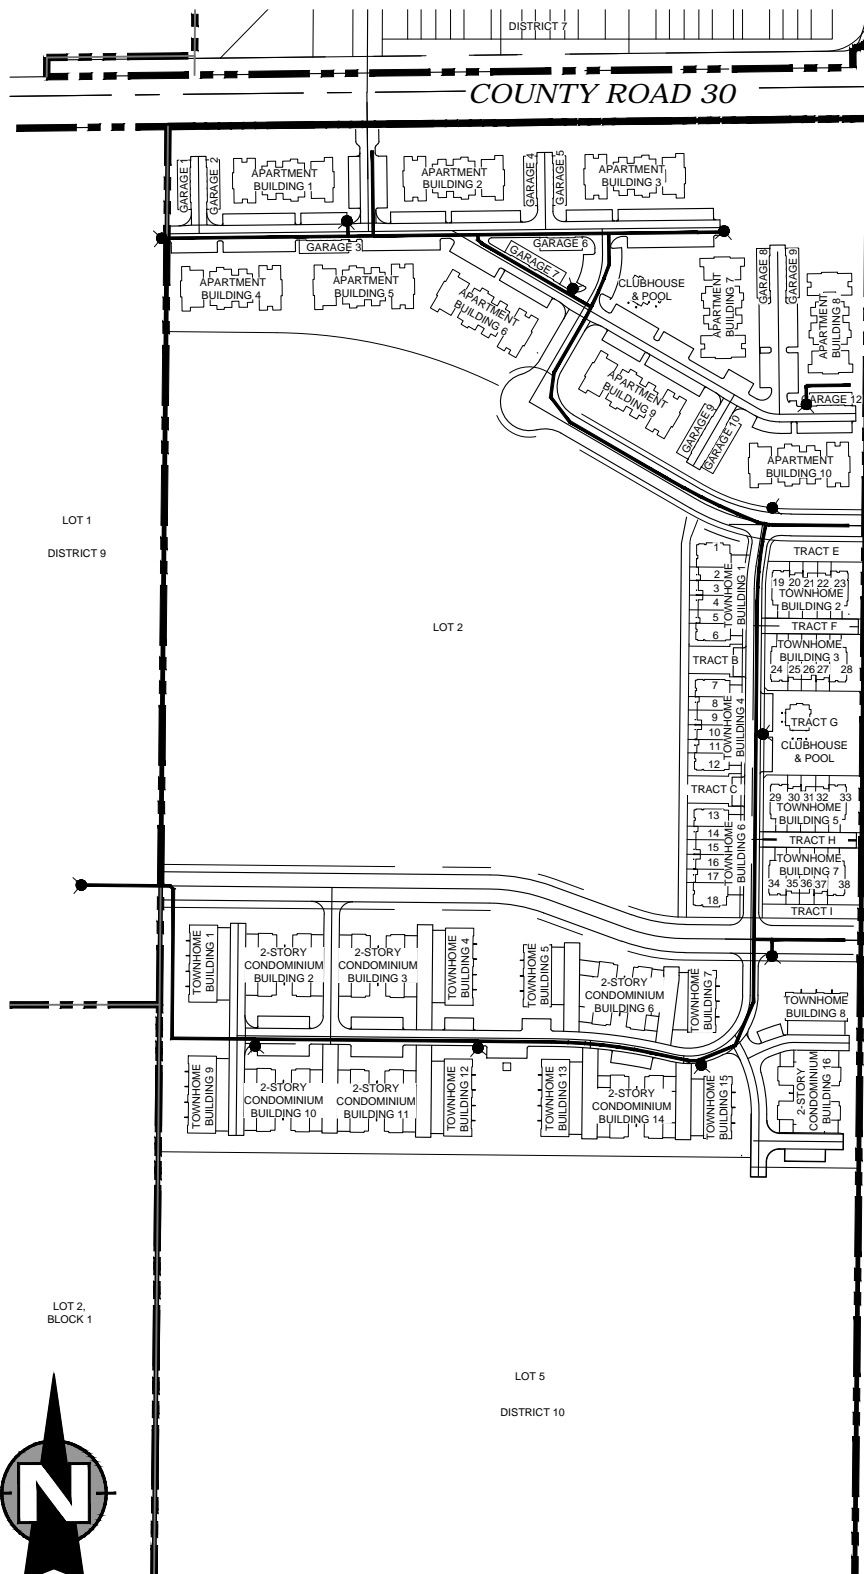 DISTRICT 7
COUNTY ROAD 30
GARAGE 1
GARAGE 2
APARTMENT
BUILDING 1
APARTMENT
BUILDING 2
GARAGE 4
GARAGE 5
APARTMENT
BUILDING 3
GARAGE 3
GARAGE 6
GARAGE 7
APARTMENT
BUILDING 4
APARTMENT
BUILDING 5
APARTMENT
BUILDING 6
CLUBHOUSE
& POOL
APARTMENT
BUILDING 7
GARAGE 8
GARAGE 9
APARTMENT
BUILDING 8
APARTMENT
BUILDING 9
GARAGE 9
GARAGE 10
GARAGE 12
APARTMENT
BUILDING 10
LOT 1
DISTRICT 9
LOT 2
1
2
3
4
5
6
TOWNHOME
BUILDING 1
TRACT E
19 20 21 22 23
TOWNHOME
BUILDING 2
TRACT F
TOWNHOME
BUILDING 3
24 25 26 27 28
TRACT B
7
8
9
10
11
12
TOWNHOME
BUILDING 4
TRACT G
CLUBHOUSE
& POOL
TRACT C
13
14
15
16
17
18
TOWNHOME
BUILDING 6
29 30 31 32 33
TOWNHOME
BUILDING 5
TRACT H
TOWNHOME
BUILDING 7
34 35 36 37 38
TRACT I
TOWNHOME
BUILDING 1
2-STORY
CONDOMINIUM
BUILDING 2
2-STORY
CONDOMINIUM
BUILDING 3
TOWNHOME
BUILDING 4
TOWNHOME
BUILDING 5
2-STORY
CONDOMINIUM
BUILDING 6
TOWNHOME
BUILDING 7
TOWNHOME
BUILDING 8
TOWNHOME
BUILDING 9
2-STORY
CONDOMINIUM
BUILDING 10
2-STORY
CONDOMINIUM
BUILDING 11
TOWNHOME
BUILDING 12
TOWNHOME
BUILDING 13
2-STORY
CONDOMINIUM
BUILDING 14
TOWNHOME
BUILDING 15
2-STORY
CONDOMINIUM
BUILDING 16
LOT 2,
BLOCK 1
LOT 5
DISTRICT 10
N